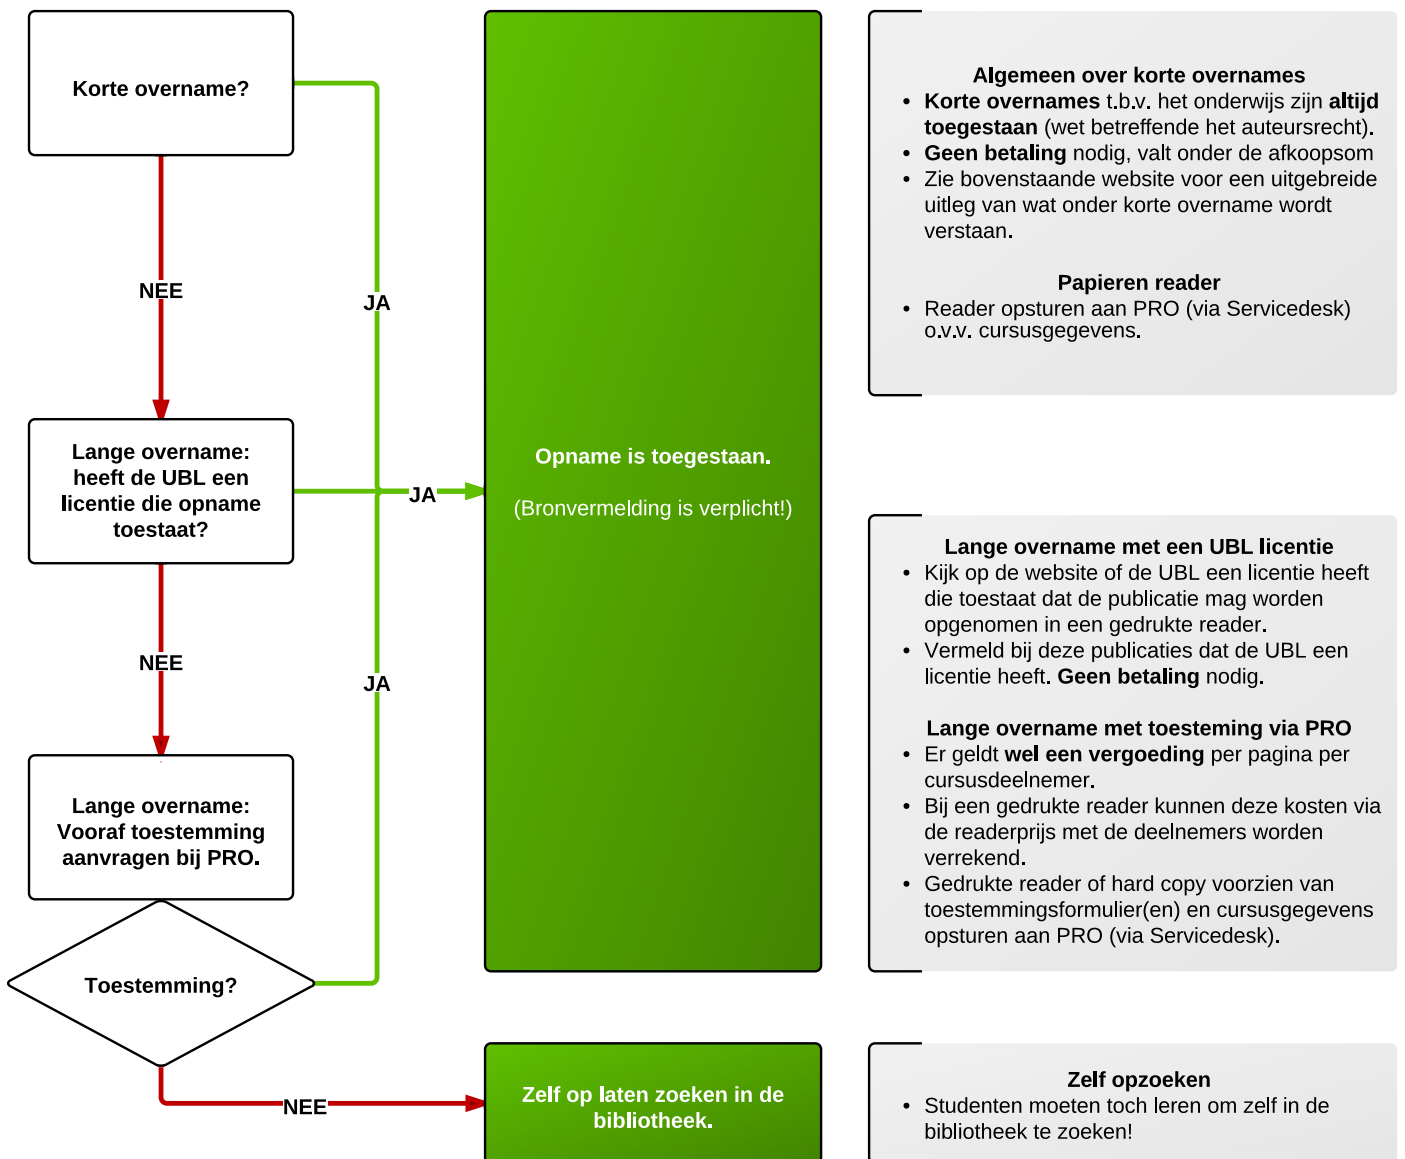 Korte overname?
NEE
JA
Lange overname:
heeft de UBL een
licentie die opname
toestaat?
JA
NEE
JA
Lange overname:
Vooraf toestemming
aanvragen bij PRO.
Toestemming?
NEE
Opname is toegestaan.
(Bronvermelding is verplicht!)
Zelf op laten zoeken in de
bibliotheek.
Algemeen over korte overnames
• Korte overnames t.b.v. het onderwijs zijn altijd
toegestaan (wet betreffende het auteursrecht).
• Geen betaling nodig, valt onder de afkoopsom
• Zie bovenstaande website voor een uitgebreide
uitleg van wat onder korte overname wordt
verstaan.
Papieren reader
• Reader opsturen aan PRO (via Servicedesk)
o.v.v. cursusgegevens.
Lange overname met een UBL licentie
• Kijk op de website of de UBL een licentie heeft
die toestaat dat de publicatie mag worden
opgenomen in een gedrukte reader.
• Vermeld bij deze publicaties dat de UBL een
licentie heeft. Geen betaling nodig.
Lange overname met toesteming via PRO
• Er geldt wel een vergoeding per pagina per
cursusdeelnemer.
• Bij een gedrukte reader kunnen deze kosten via
de readerprijs met de deelnemers worden
verrekend.
• Gedrukte reader of hard copy voorzien van
toestemmingsformulier(en) en cursusgegevens
opsturen aan PRO (via Servicedesk).
Zelf opzoeken
• Studenten moeten toch leren om zelf in de
bibliotheek te zoeken!